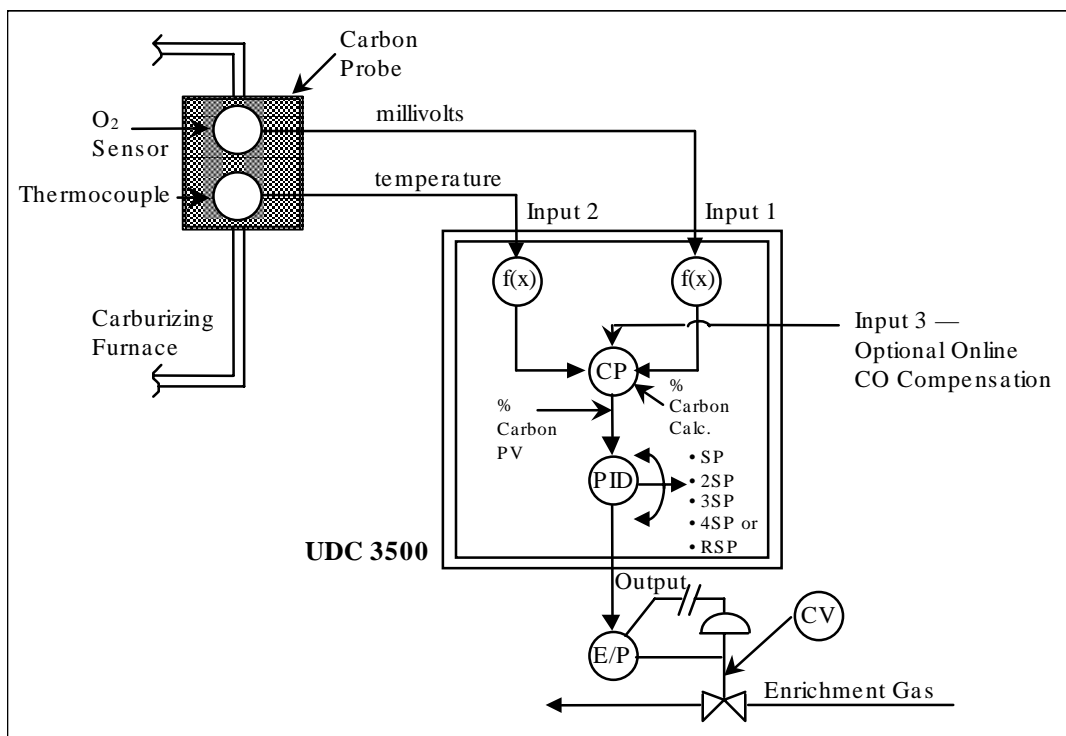 Carbon
Probe
O2
Sensor
millivolts
Thermocouple
temperature
Input 2
Input 1
f(x)
f(x)
Carburizing
Furnace
Input 3 —
Optional Online
CO Compensation
CP
%
Carbon
Calc.
%
Carbon
PV
PID
• SP
• 2SP
• 3SP
• 4SP or
• RSP
UDC 3500
Output
E/P
CV
Enrichment Gas